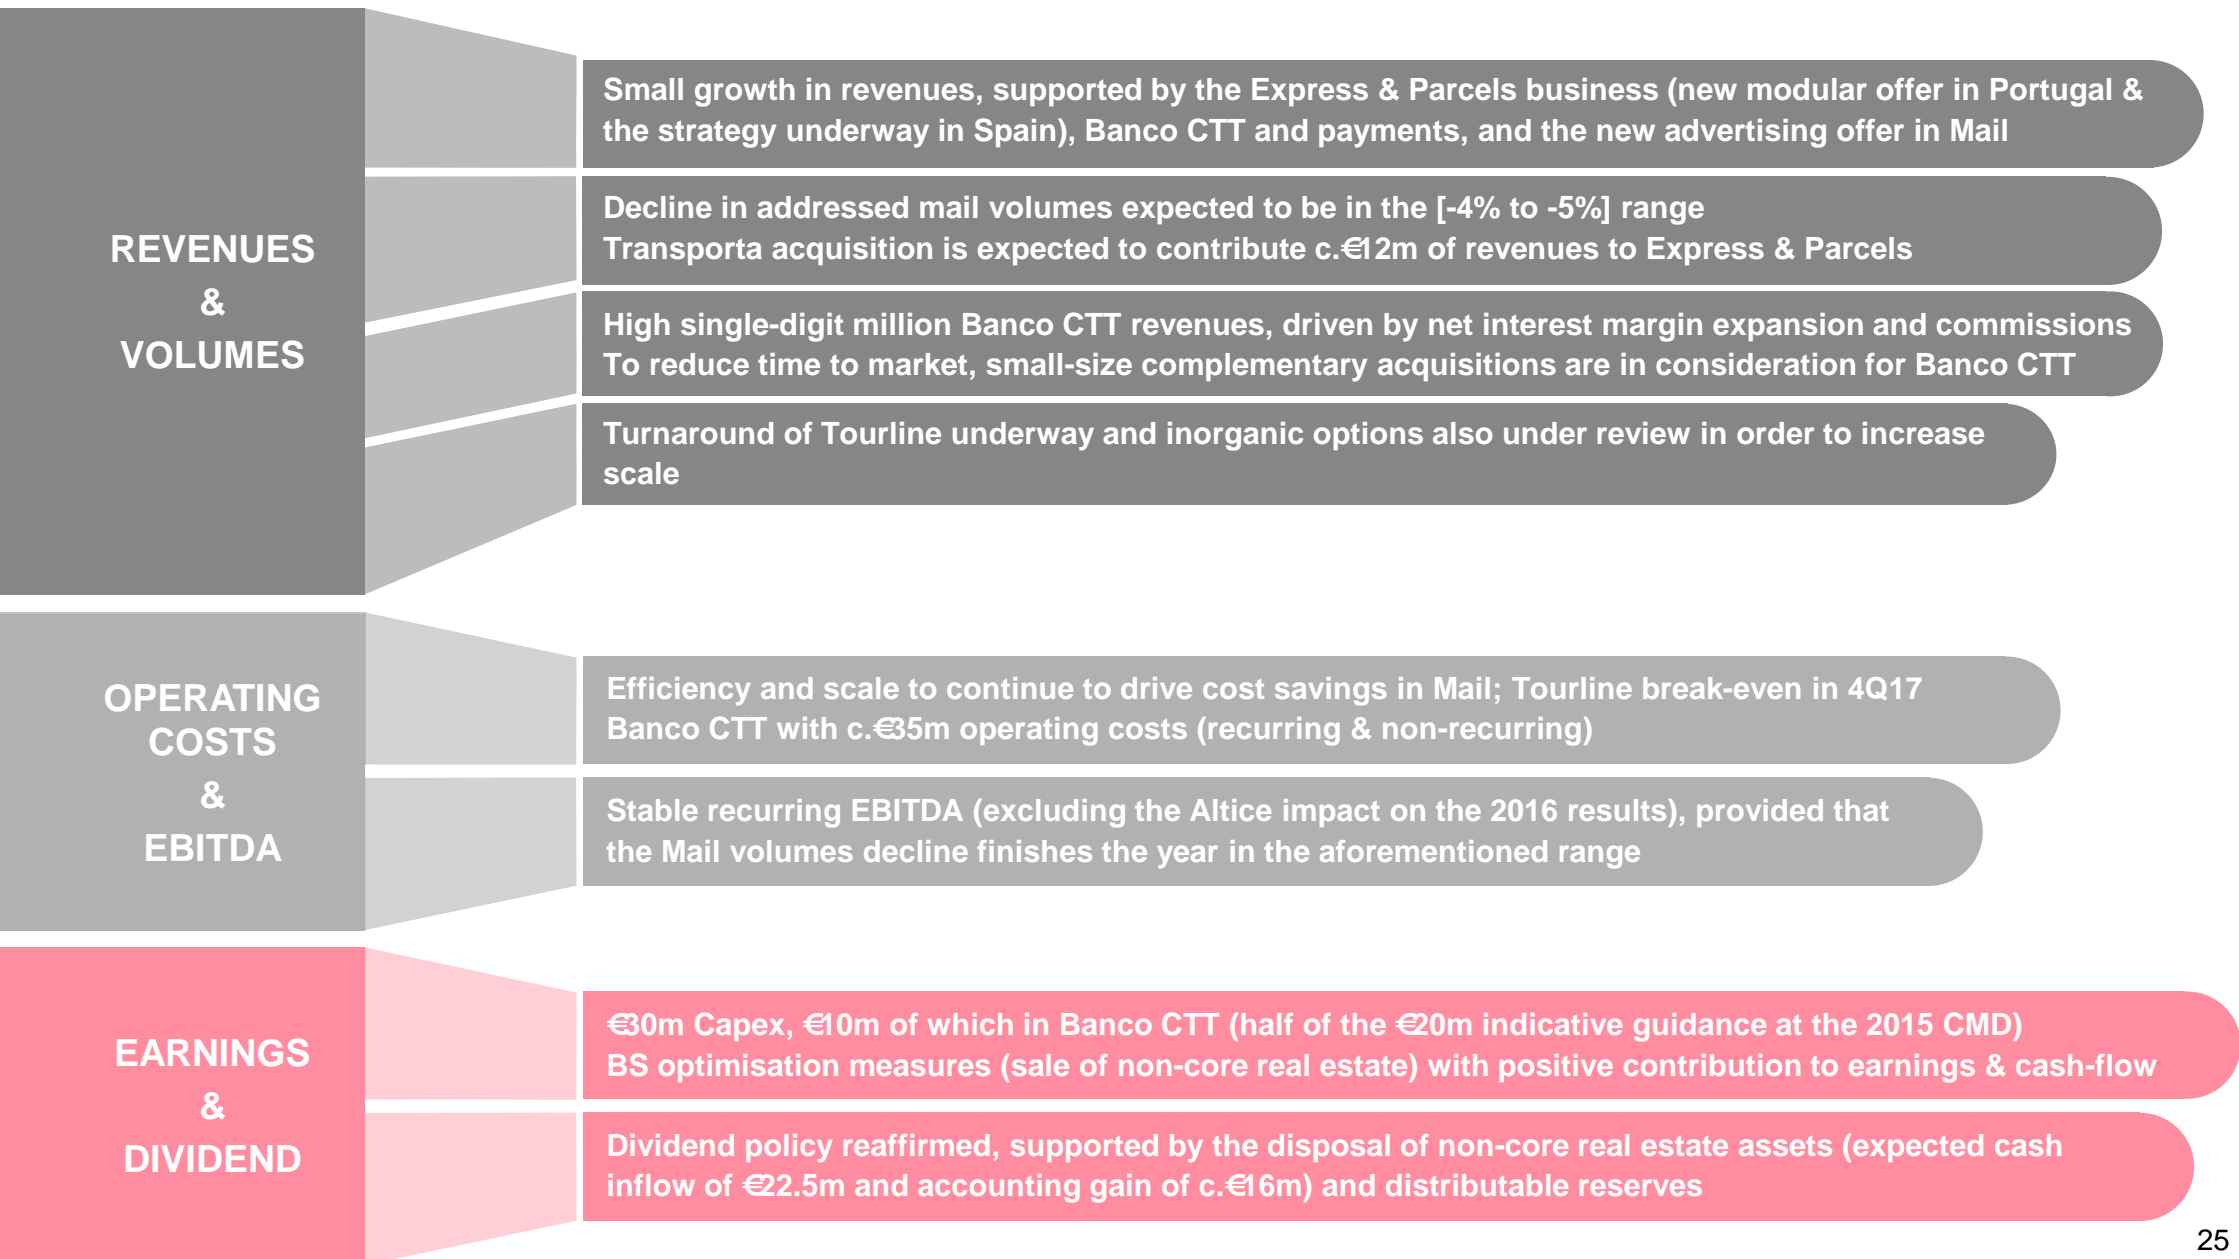 REVENUES
&
VOLUMES
Small growth in revenues, supported by the Express & Parcels business (new modular offer in Portugal &
the strategy underway in Spain), Banco CTT and payments, and the new advertising offer in Mail
Decline in addressed mail volumes expected to be in the [-4% to -5%] range
Transporta acquisition is expected to contribute c.€12m of revenues to Express & Parcels
High single-digit million Banco CTT revenues, driven by net interest margin expansion and commissions
To reduce time to market, small-size complementary acquisitions are in consideration for Banco CTT
Turnaround of Tourline underway and inorganic options also under review in order to increase
scale
OPERATING
COSTS
&
EBITDA
Efficiency and scale to continue to drive cost savings in Mail; Tourline break-even in 4Q17
Banco CTT with c.€35m operating costs (recurring & non-recurring)
Stable recurring EBITDA (excluding the Altice impact on the 2016 results), provided that
the Mail volumes decline finishes the year in the aforementioned range
EARNINGS
&
DIVIDEND
€30m Capex, €10m of which in Banco CTT (half of the €20m indicative guidance at the 2015 CMD)
BS optimisation measures (sale of non-core real estate) with positive contribution to earnings & cash-flow
Dividend policy reaffirmed, supported by the disposal of non-core real estate assets (expected cash
inflow of €22.5m and accounting gain of c.€16m) and distributable reserves
25